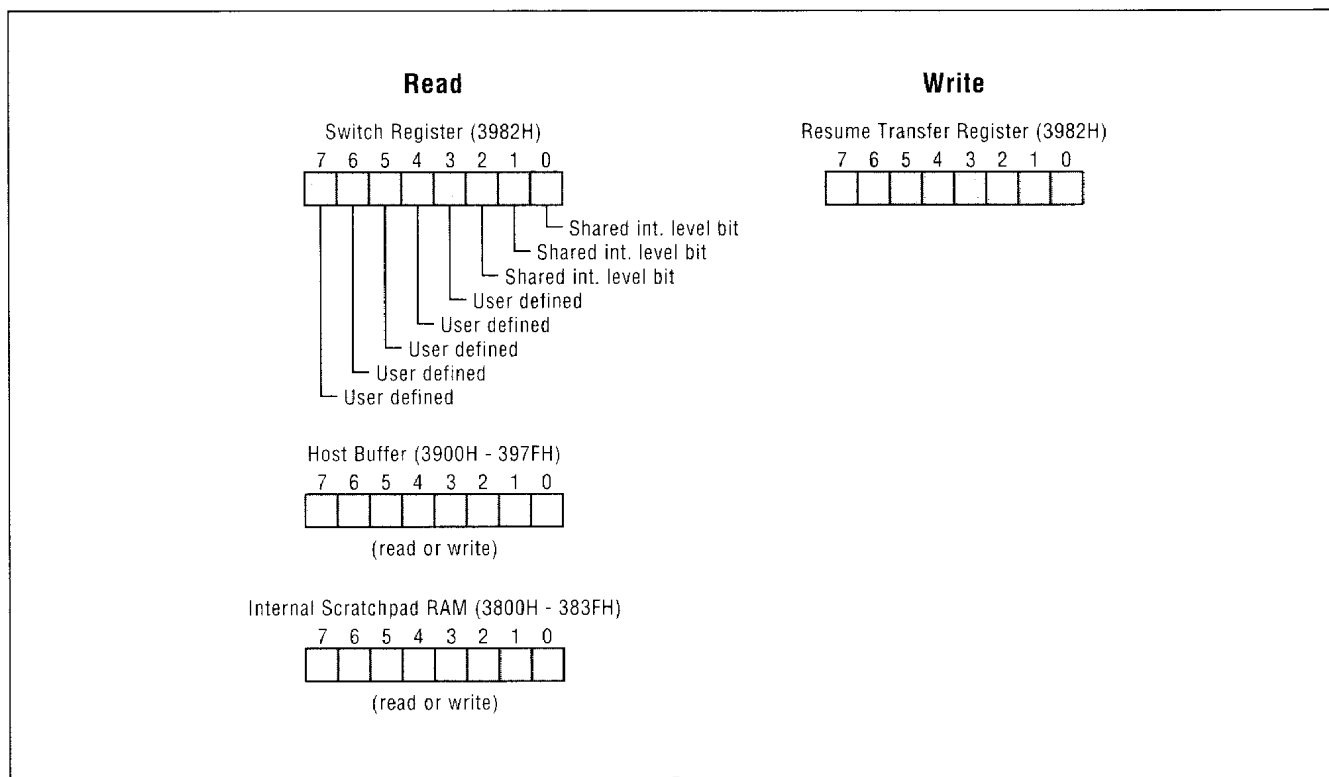 Read
Switch Register (3982H)
7 6 5 4 3 2 1 0
Shared int. level bit
Shared int. level bit
Shared int. level bit
User defined
User defined
User defined
User defined
User defined
Host Buffer (3900H - 397FH)
7 6 5 4 3 2 1 0
(read or write)
Internal Scratchpad RAM (3800H - 383FH)
7 6 5 4 3 2 1 0
(read or write)
Write
Resume Transfer Register (3982H)
7 6 5 4 3 2 1 0